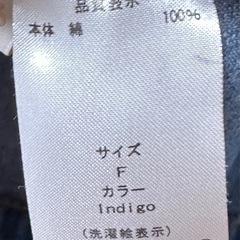 品質表示
本体 綿 100%
サイズ
F
カラー
Indigo
(洗濯絵表示)